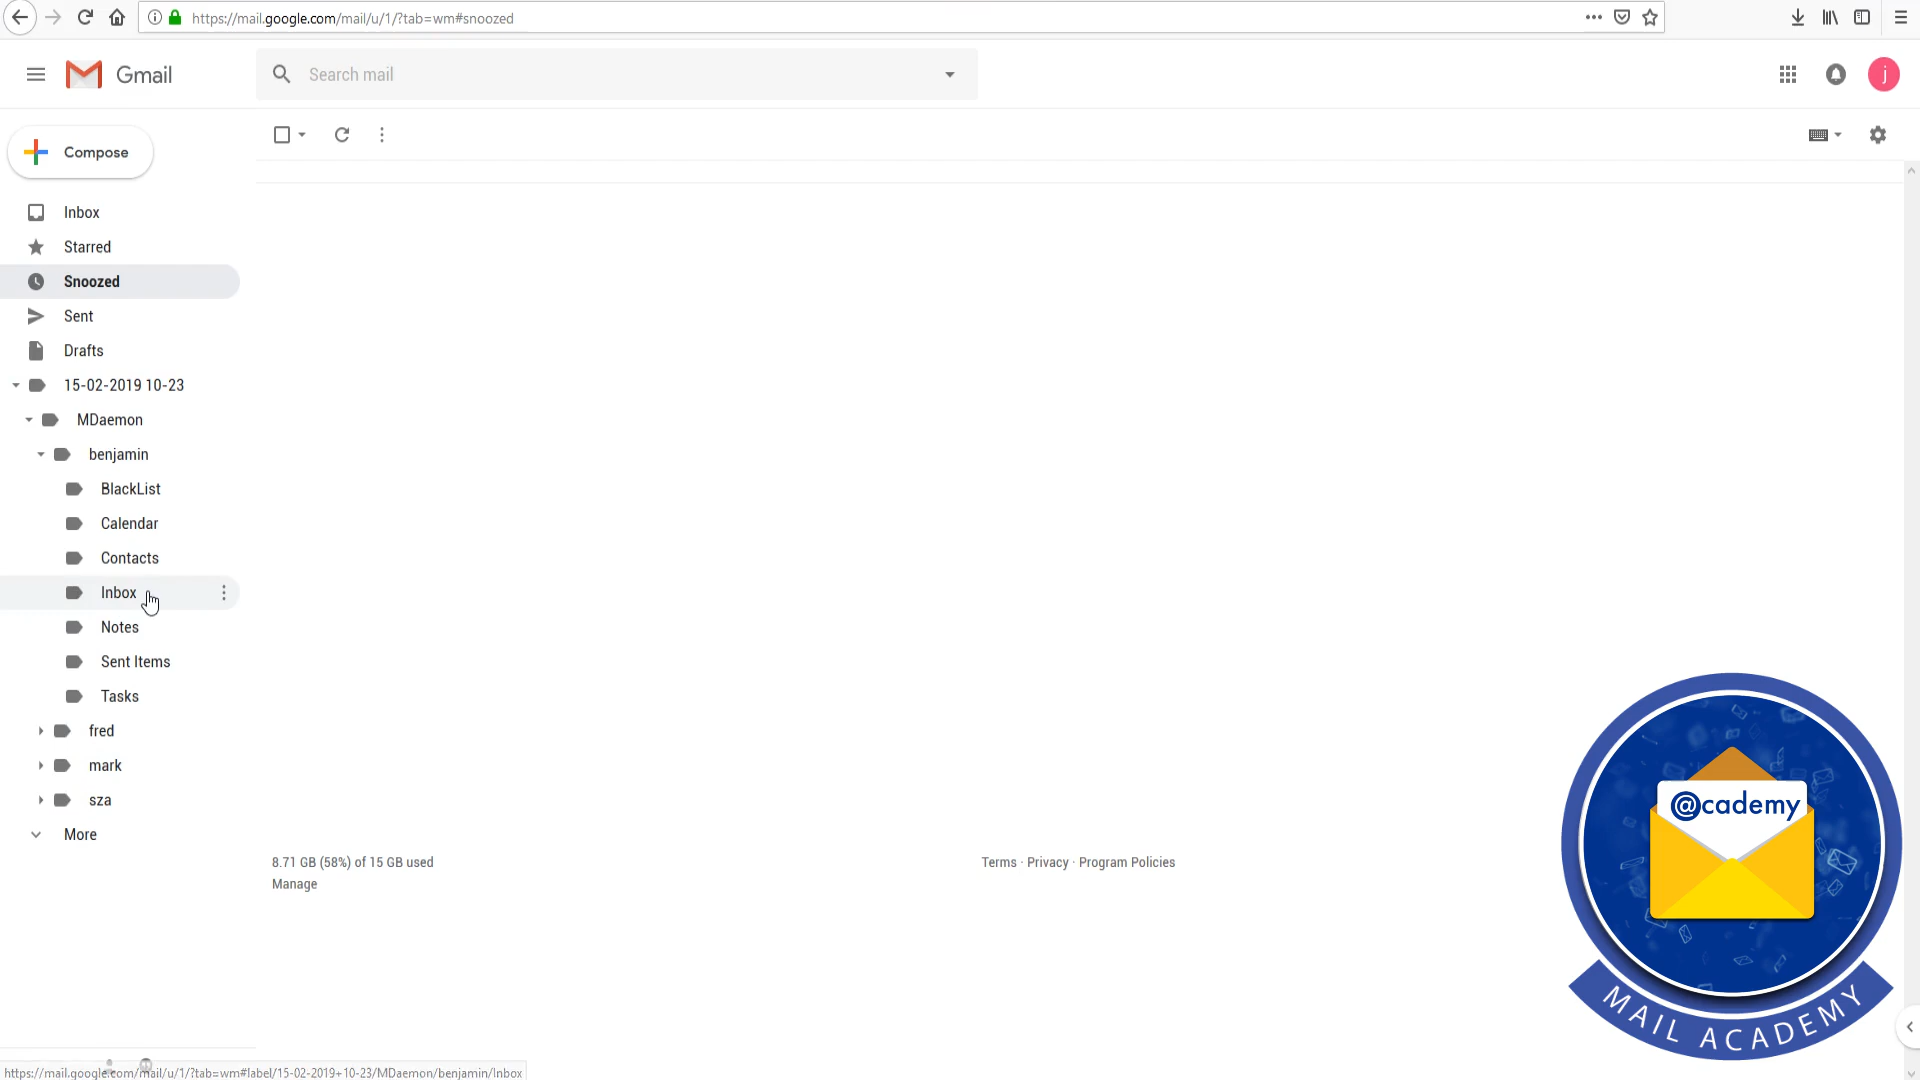 https://mail.google.com/mail/u/1/?tab=wm#snoozed
Gmail
Search mail
j
Compose
Inbox
Starred
Snoozed
Sent
Drafts
15-02-2019 10-23
MDaemon
benjamin
BlackList
Calendar
Contacts
Inbox
Notes
Sent Items
Tasks
fred
mark
sza
More
8.71 GB (58%) of 15 GB used
Manage
Terms · Privacy · Program Policies
@cademy
MAIL ACADEMY
https://mail.google.com/mail/u/1/?tab=wm#label/15-02-2019+10-23/MDaemon/benjamin/Inbox